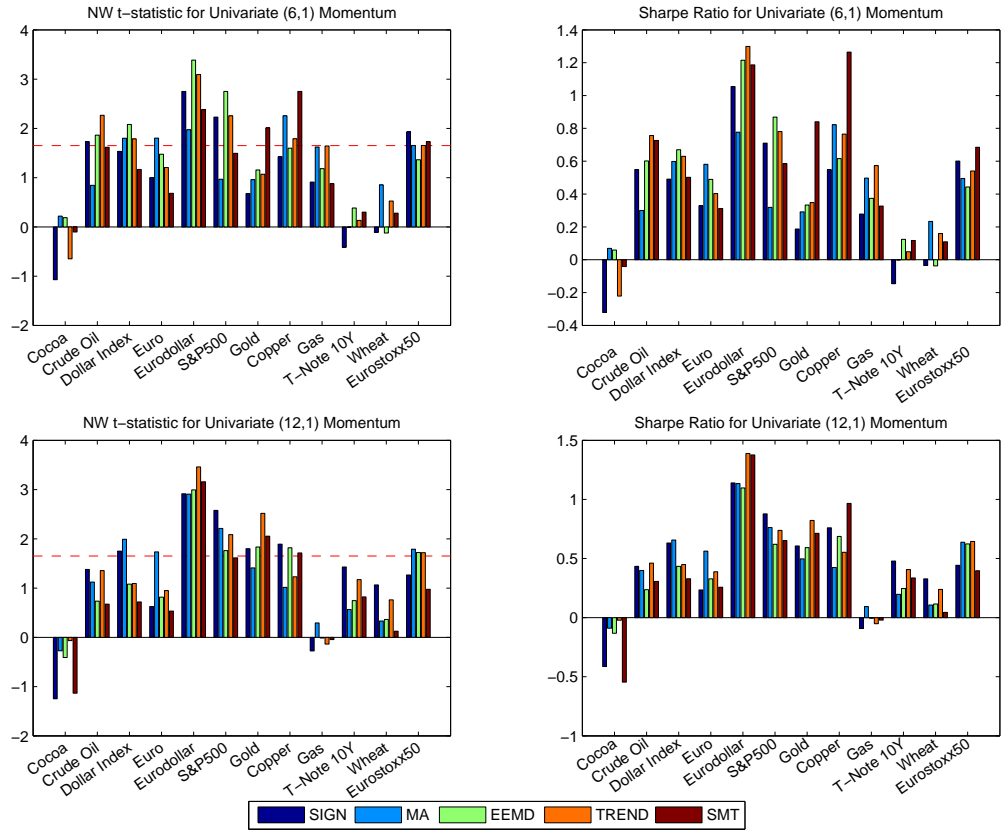 NW t−statistic for Univariate (6,1) Momentum
4
3
2
1
0
−1
−2
Cocoa
Crude Oil
Dollar Index
Euro
Eurodollar
S&P500
Gold
Copper
Gas
T−Note 10Y
Wheat
Eurostoxx50
Sharpe Ratio for Univariate (6,1) Momentum
1.4
1.2
1
0.8
0.6
0.4
0.2
0
−0.2
−0.4
Cocoa
Crude Oil
Dollar Index
Euro
Eurodollar
S&P500
Gold
Copper
Gas
T−Note 10Y
Wheat
Eurostoxx50
NW t−statistic for Univariate (12,1) Momentum
4
3
2
1
0
−1
−2
Cocoa
Crude Oil
Dollar Index
Euro
Eurodollar
S&P500
Gold
Copper
Gas
T−Note 10Y
Wheat
Eurostoxx50
Sharpe Ratio for Univariate (12,1) Momentum
1.5
1
0.5
0
−0.5
−1
Cocoa
Crude Oil
Dollar Index
Euro
Eurodollar
S&P500
Gold
Copper
Gas
T−Note 10Y
Wheat
Eurostoxx50
SIGN MA EEMD TREND SMT